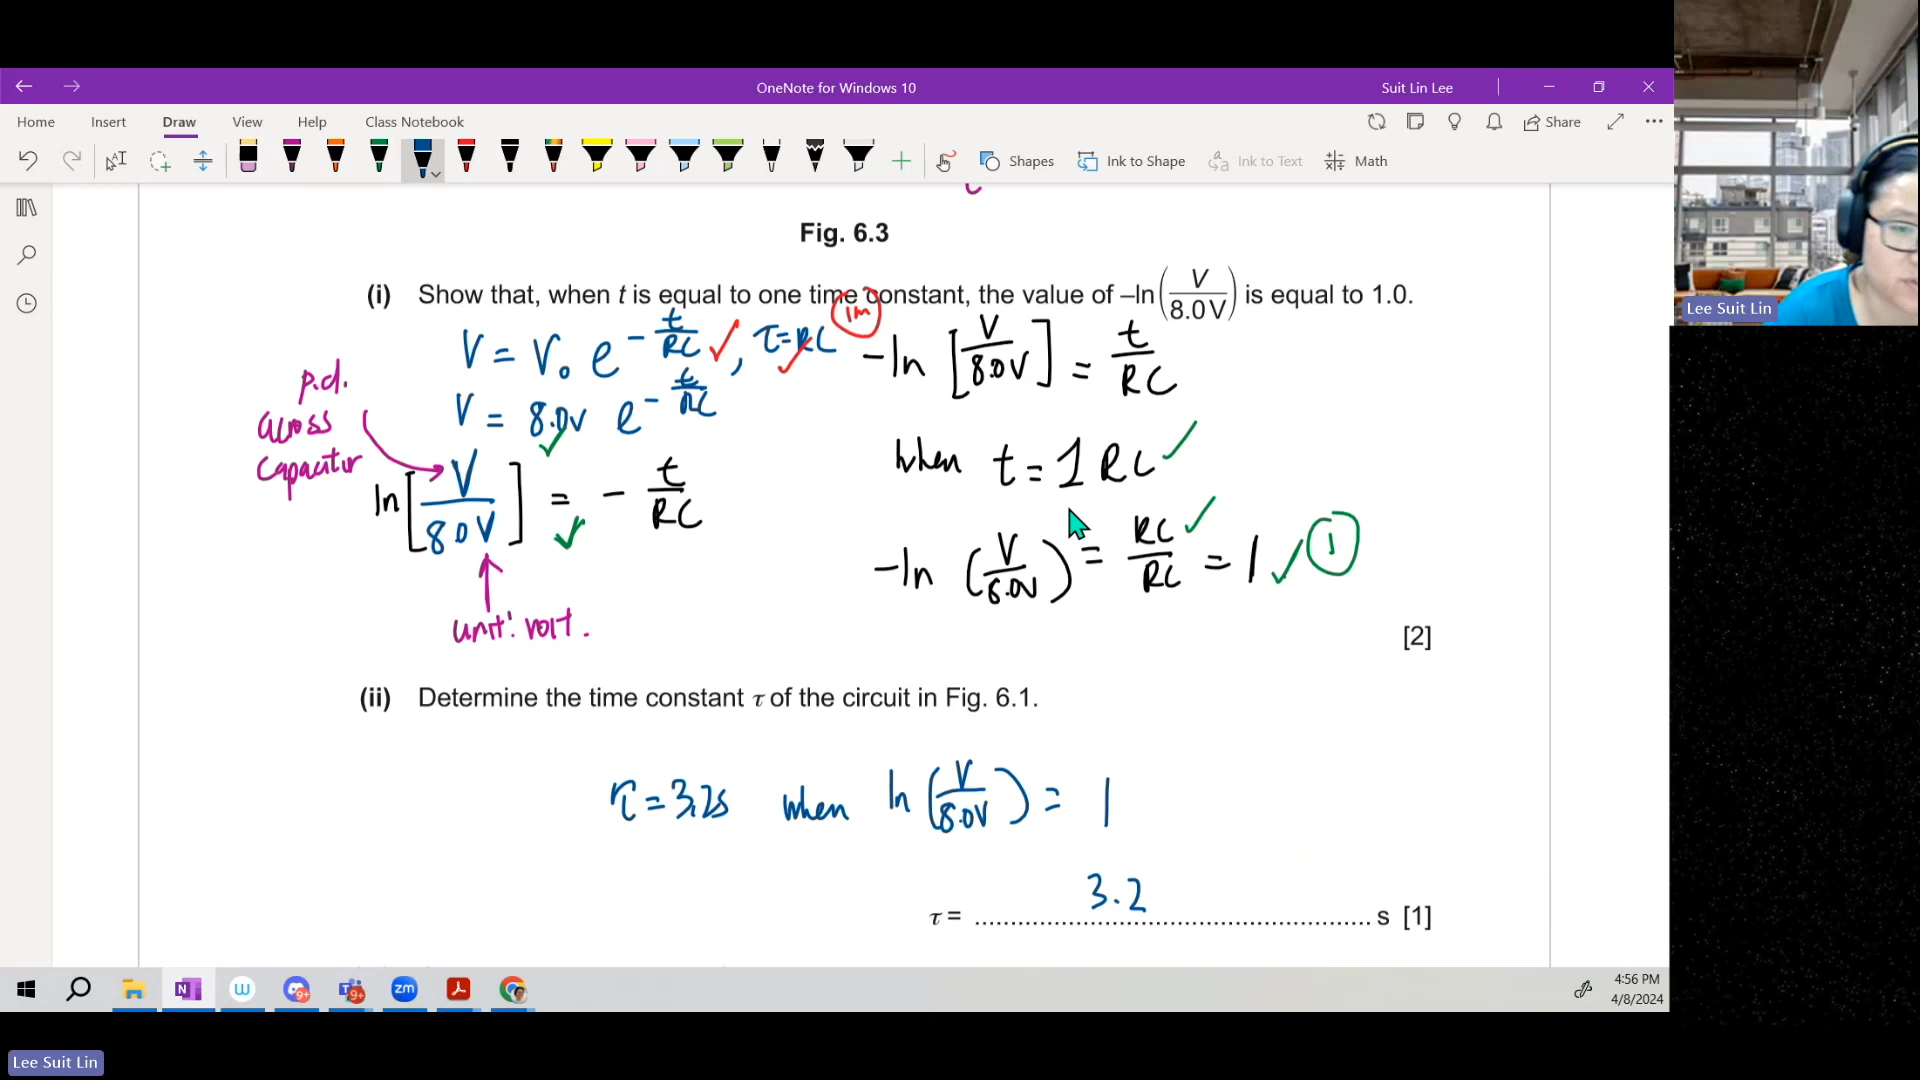 OneNote for Windows 10
Suit Lin Lee
Home Insert Draw View Help Class Notebook
Share
Shapes Ink to Shape Ink to Text Math
Fig. 6.3
(i) Show that, when t is equal to one time constant, the value of –ln(V/8.0V) is equal to 1.0.
1m
V = V₀ e^(−t/RC), τ = RC
V = 8.0V e^(−t/RC)
p.d. across capacitor
ln[V/8.0V] = − t/RC
unit: volt.
−ln[V/8.0V] = t/RC
when t = 1 RC
−ln(V/8.0V) = RC/RC = 1
1
[2]
(ii) Determine the time constant τ of the circuit in Fig. 6.1.
τ = 3.2s when ln(V/8.0V) = 1
3.2
τ = ........................................................ s [1]
W
9+
9+
zm
4:56 PM
4/8/2024
Lee Suit Lin
Lee Suit Lin